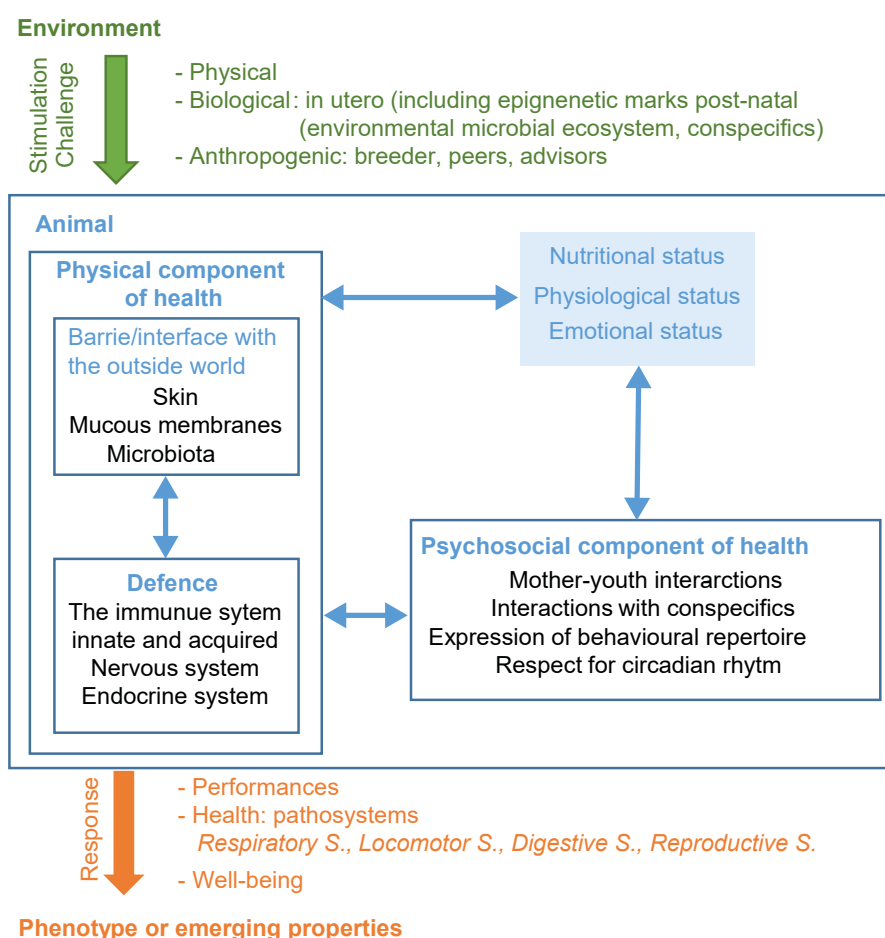 Environment
Stimulation
Challenge
- Physical
- Biological: in utero (including epignenetic marks post-natal
(environmental microbial ecosystem, conspecifics)
- Anthropogenic: breeder, peers, advisors
Animal
Physical component
of health
Barrie/interface with
the outside world
Skin
Mucous membranes
Microbiota
Defence
The immunue sytem
innate and acquired
Nervous system
Endocrine system
Nutritional status
Physiological status
Emotional status
Psychosocial component of health
Mother-youth interarctions
Interactions with conspecifics
Expression of behavioural repertoire
Respect for circadian rhytm
Response
- Performances
- Health: pathosystems
Respiratory S., Locomotor S., Digestive S., Reproductive S.
- Well-being
Phenotype or emerging properties